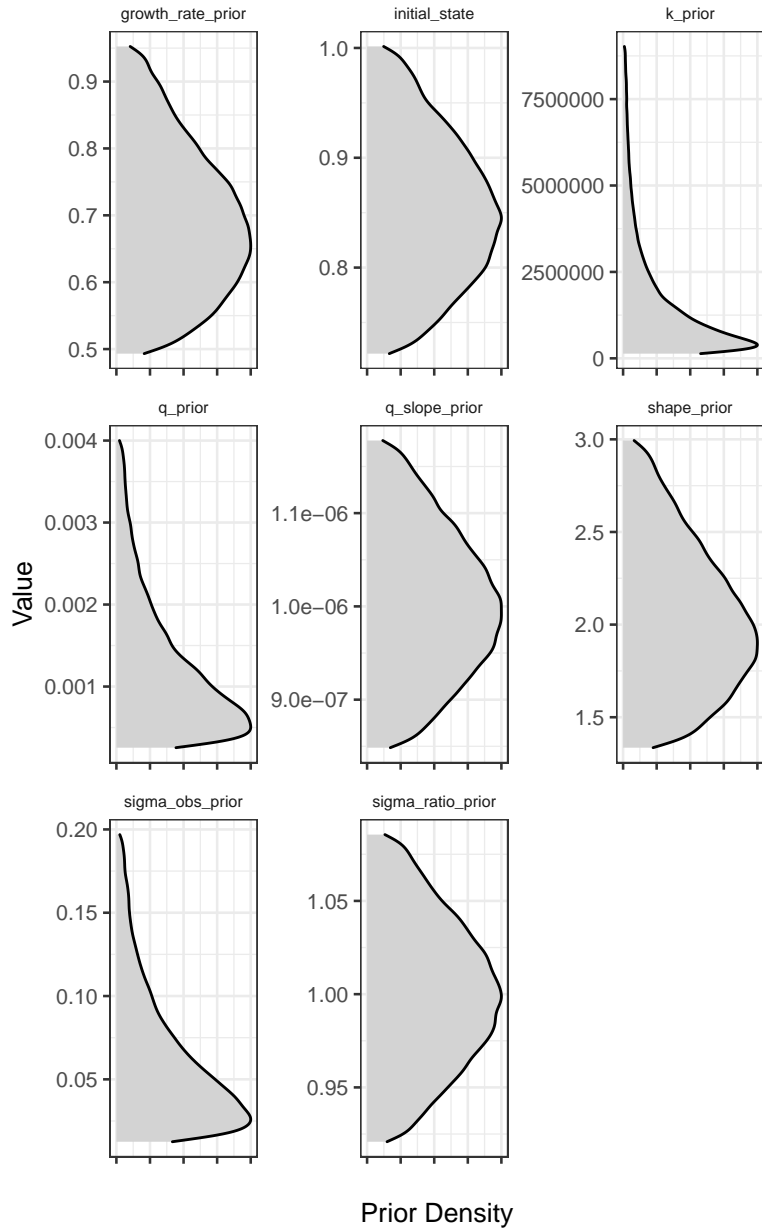 growth_rate_prior
initial_state
k_prior
0.9
0.8
0.7
0.6
0.5
1.0
0.9
0.8
7500000
5000000
2500000
0
q_prior
q_slope_prior
shape_prior
0.004
0.003
0.002
0.001
1.1e−06
1.0e−06
9.0e−07
3.0
2.5
2.0
1.5
Value
sigma_obs_prior
sigma_ratio_prior
0.20
0.15
0.10
0.05
1.05
1.00
0.95
Prior Density